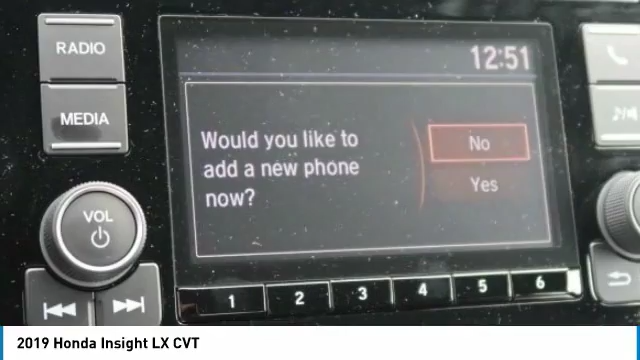 RADIO
MEDIA
VOL
12:51
Would you like to
add a new phone
now?
No
Yes
1 2 3 4 5 6
2019 Honda Insight LX CVT